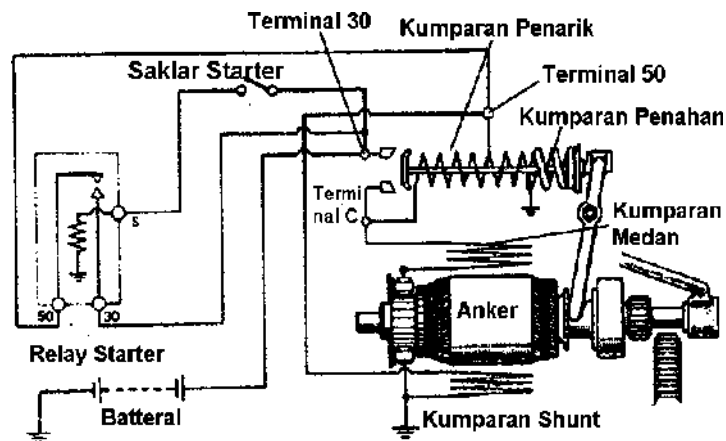 Terminal 30
Kumparan Penarik
Saklar Starter
Terminal 50
Kumparan Penahan
Termi
nal C
S
Kumparan
Medan
50
30
Anker
Relay Starter
Batteral
Kumparan Shunt